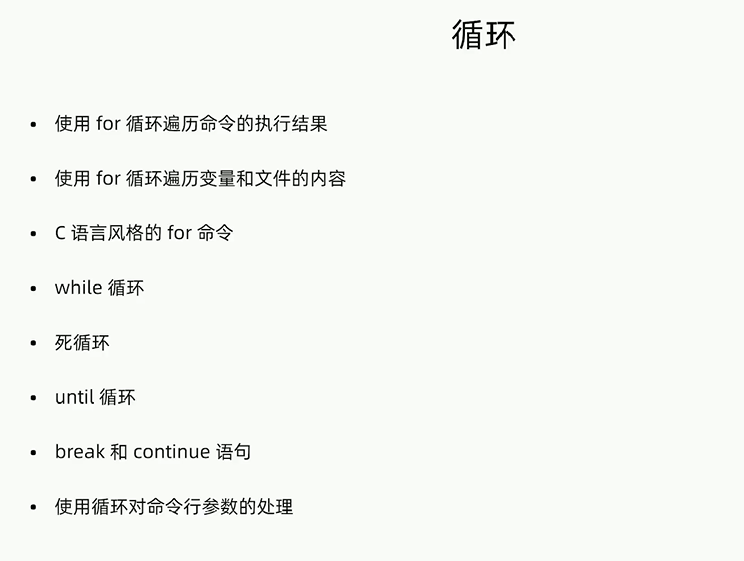 循环
• 使用 for 循环遍历命令的执行结果
• 使用 for 循环遍历变量和文件的内容
• C 语言风格的 for 命令
• while 循环
• 死循环
• until 循环
• break 和 continue 语句
• 使用循环对命令行参数的处理